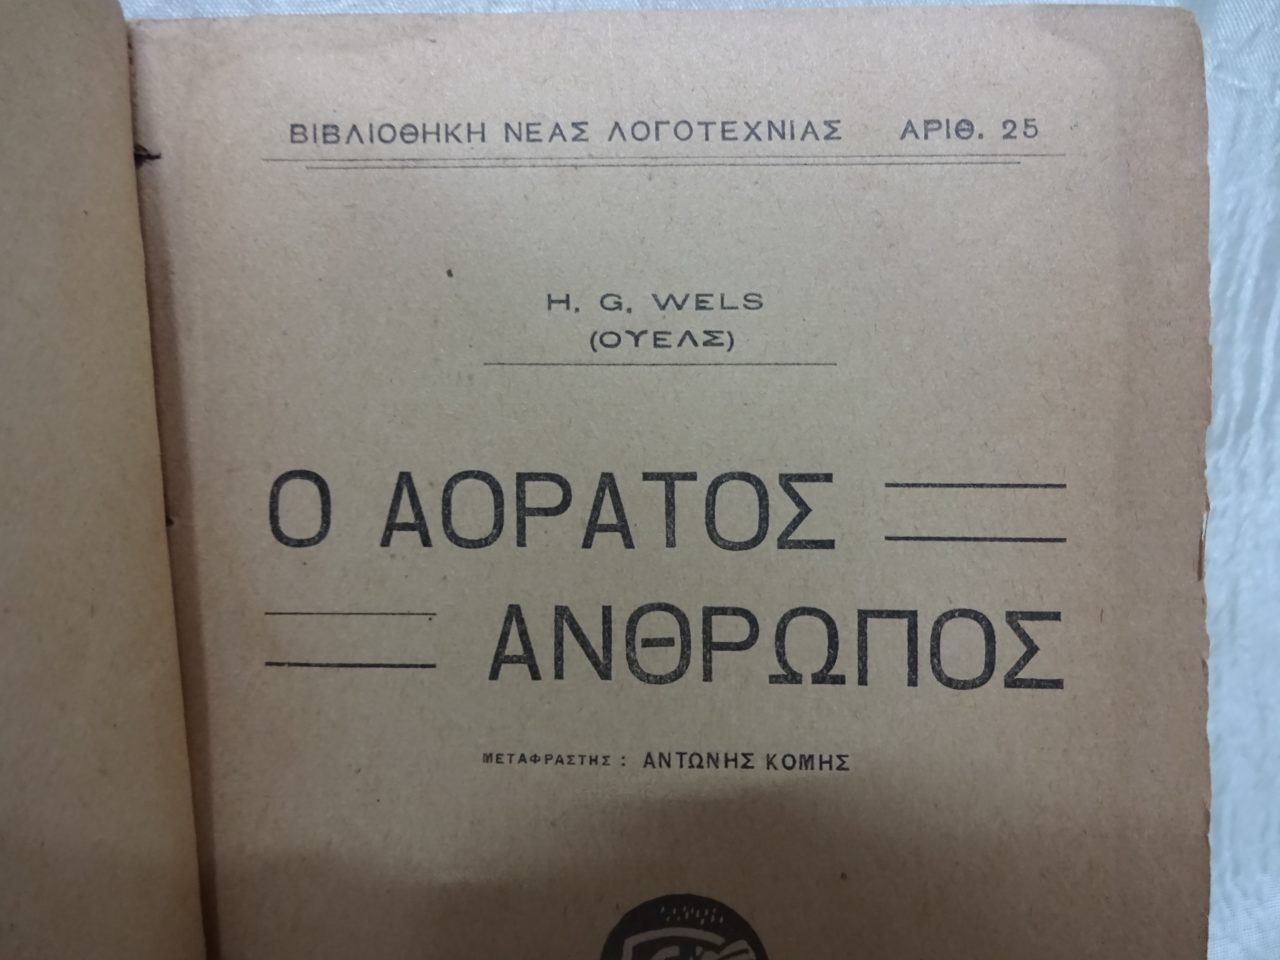 ΒΙΒΛΙΟΘΗΚΗ ΝΕΑΣ ΛΟΓΟΤΕΧΝΙΑΣ ΑΡΙΘ. 25
H. G. WELS
(ΟΥΕΛΣ)
Ο ΑΟΡΑΤΟΣ
ΑΝΘΡΩΠΟΣ
ΜΕΤΑΦΡΑΣΤΗΣ : ΑΝΤΩΝΗΣ ΚΟΜΗΣ